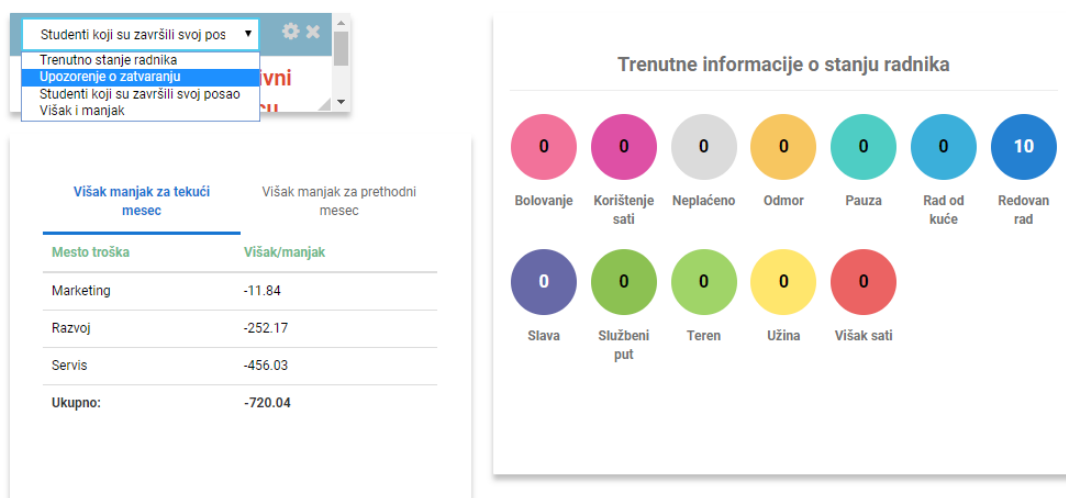 Studenti koji su završili svoj pos
Trenutno stanje radnika
Upozorenje o zatvaranju
Studenti koji su završili svoj posao
Višak i manjak
Višak manjak za tekući
mesec
Višak manjak za prethodni
mesec
Mesto troška Višak/manjak
Marketing -11.84
Razvoj -252.17
Servis -456.03
Ukupno: -720.04
Trenutne informacije o stanju radnika
0 0 0 0 0 0 10
Bolovanje Korištenje sati Neplaćeno Odmor Pauza Rad od kuće Redovan rad
0 0 0 0 0
Slava Službeni put Teren Užina Višak sati